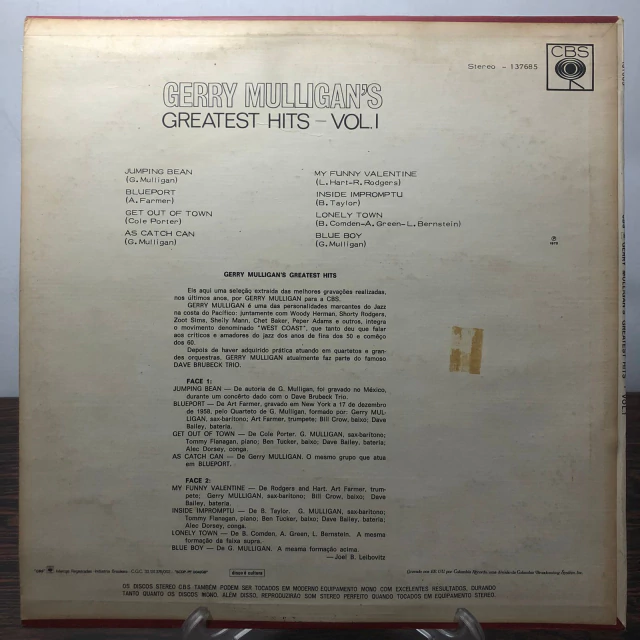 CBS
Stereo - 137685
GERRY MULLIGAN'S
GREATEST HITS - VOL. I
JUMPING BEAN
(G. Mulligan)
BLUEPORT
(A. Farmer)
GET OUT OF TOWN
(Cole Porter)
AS CATCH CAN
(G. Mulligan)
MY FUNNY VALENTINE
(L. Hart-R. Rodgers)
INSIDE IMPROMPTU
(B. Taylor)
LONELY TOWN
(B. Comden-A. Green-L. Bernstein)
BLUE BOY
(G. Mulligan)
GERRY MULLIGAN'S GREATEST HITS
Eis aqui uma seleção extraída das melhores gravações realizadas,
nos últimos anos, por GERRY MULLIGAN para a CBS.
GERRY MULLIGAN é uma das personalidades marcantes do Jazz
na costa do Pacífico; juntamente com Woody Herman, Shorty Rodgers,
Zoot Sims, Shelly Mann, Chet Baker, Peper Adams e outros, integra
o movimento denominado "WEST COAST", que tanto deu que falar
aos críticos e amadores do jazz dos anos de fins dos 50 e começo
dos 60.
Depois de haver adquirido prática atuando em quartetos e gran-
des orquestras, GERRY MULLIGAN atualmente faz parte do famoso
DAVE BRUBECK TRIO.
FACE 1:
JUMPING BEAN — De autoria de G. Mulligan, foi gravado no México,
durante um concêrto dado com o Dave Brubeck Trio.
BLUEPORT — De Art Farmer, gravado em New York a 17 de dezembro
de 1958, pelo Quarteto de G. Mulligan, formado por: Gerry MUL-
LIGAN, sax-barítono; Art Farmer, trumpete; Bill Crow, baixo; Dave
Bailey, bateria.
GET OUT OF TOWN — De Cole Porter. G. MULLIGAN, sax-barítono;
Tommy Flanagan, piano; Ben Tucker, baixo; Dave Bailey, bateria;
Alec Dorsey, conga.
AS CATCH CAN — De Gerry MULLIGAN. O mesmo grupo que atua
em BLUEPORT.
FACE 2:
MY FUNNY VALENTINE — De Rodgers and Hart. Art Farmer, trum-
pete; Gerry MULLIGAN, sax-barítono; Bill Crow, baixo; Dave
Bailey, bateria.
INSIDE IMPROMPTU — De B. Taylor. G. MULLIGAN, sax-barítono;
Tommy Flanagan, piano; Ben Tucker, baixo; Dave Bailey, bateria;
Alec Dorsey, conga.
LONELY TOWN — De B. Comden, A. Green, L. Bernstein. A mesma
formação da faixa supra.
BLUE BOY — De G. MULLIGAN. A mesma formação acima.
— Joel B. Leibovitz
disco é cultura
OS DISCOS STEREO CBS TAMBÉM PODEM SER TOCADOS EM MODERNO EQUIPAMENTO MONO COM EXCELENTES RESULTADOS, DURANDO
TANTO QUANTO OS DISCOS MONO. ALÉM DISSO, REPRODUZIRÃO SOM STEREO PERFEITO QUANDO TOCADOS EM EQUIPAMENTO STEREO.